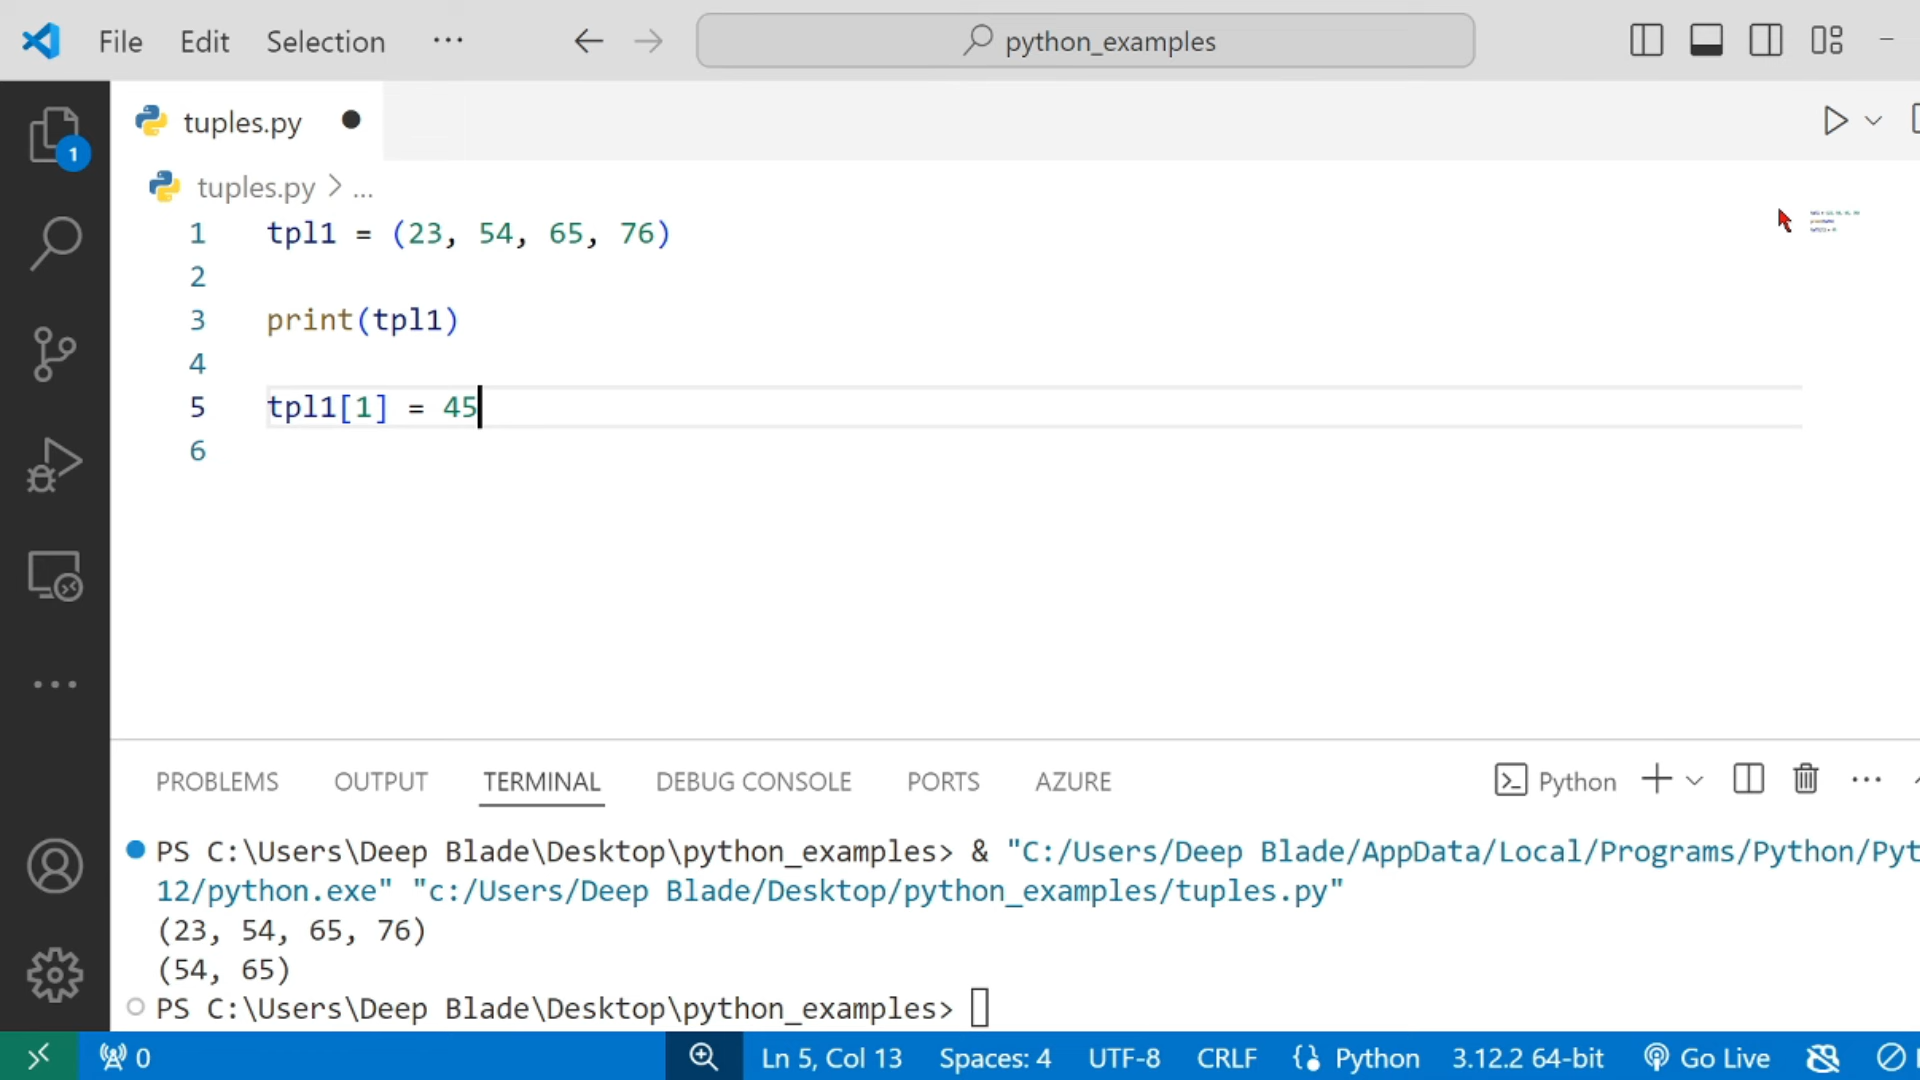 File Edit Selection ··· python_examples
tuples.py
1
tuples.py > ...
1 tpl1 = (23, 54, 65, 76)
2
3 print(tpl1)
4
5 tpl1[1] = 45
6
PROBLEMS OUTPUT TERMINAL DEBUG CONSOLE PORTS AZURE Python
PS C:\Users\Deep Blade\Desktop\python_examples> & "C:/Users/Deep Blade/AppData/Local/Programs/Python/Pyt
12/python.exe" "c:/Users/Deep Blade/Desktop/python_examples/tuples.py"
(23, 54, 65, 76)
(54, 65)
PS C:\Users\Deep Blade\Desktop\python_examples>
0 Ln 5, Col 13 Spaces: 4 UTF-8 CRLF Python 3.12.2 64-bit Go Live